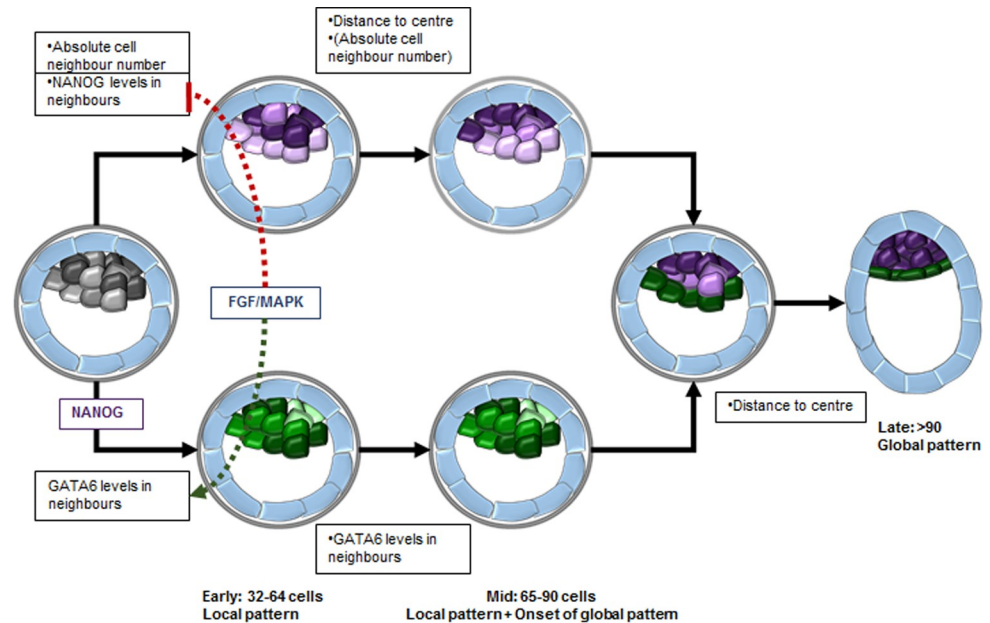 •Absolute cell
neighbour number
•NANOG levels in
neighbours
•Distance to centre
•(Absolute cell
neighbour number)
FGF/MAPK
NANOG
•Distance to centre
Late: >90
Global pattern
GATA6 levels in
neighbours
•GATA6 levels in
neighbours
Early: 32-64 cells
Local pattern
Mid: 65-90 cells
Local pattern + Onset of global pattern